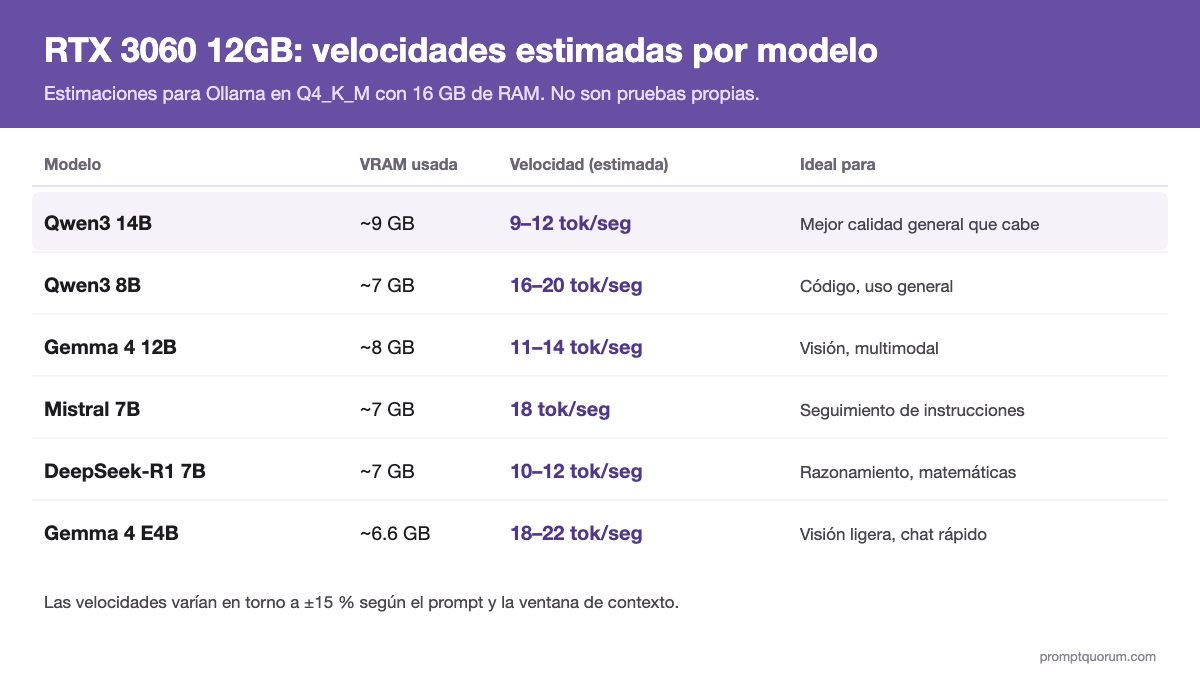 RTX 3060 12GB: velocidades estimadas por modelo
Estimaciones para Ollama en Q4_K_M con 16 GB de RAM. No son pruebas propias.
Modelo VRAM usada Velocidad (estimada) Ideal para
Qwen3 14B ~9 GB 9–12 tok/seg Mejor calidad general que cabe
Qwen3 8B ~7 GB 16–20 tok/seg Código, uso general
Gemma 4 12B ~8 GB 11–14 tok/seg Visión, multimodal
Mistral 7B ~7 GB 18 tok/seg Seguimiento de instrucciones
DeepSeek-R1 7B ~7 GB 10–12 tok/seg Razonamiento, matemáticas
Gemma 4 E4B ~6.6 GB 18–22 tok/seg Visión ligera, chat rápido
Las velocidades varían en torno a ±15 % según el prompt y la ventana de contexto.
promptquorum.com